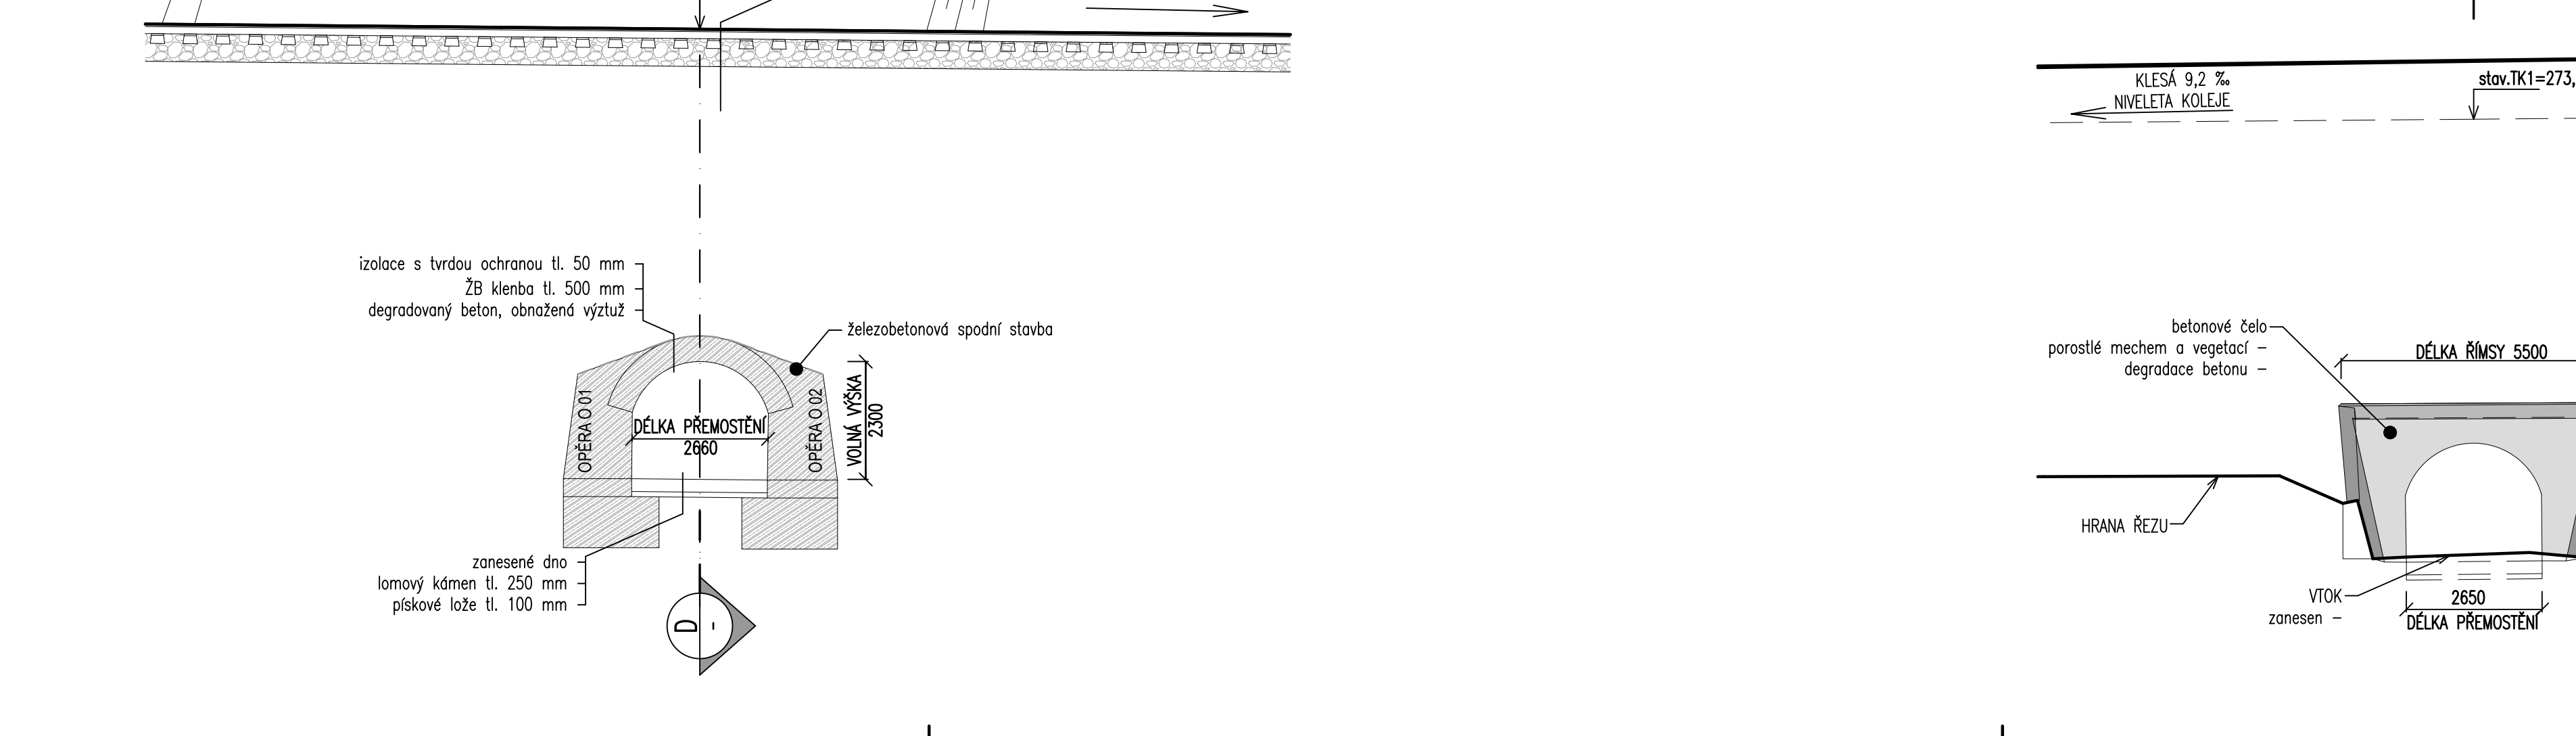 izolace s tvrdou ochranou tl. 50 mm
ŽB klenba tl. 500 mm
degradovaný beton, obnažená výztuž
železobetonová spodní stavba
OPĚRA O 01
DÉLKA PŘEMOSTĚNÍ
2660
OPĚRA O 02
VOLNÁ VÝŠKA
2300
zanesené dno
lomový kámen tl. 250 mm
pískové lože tl. 100 mm
D
-
KLESÁ 9,2 ‰
NIVELETA KOLEJE
stav.TK1=273,
betonové čelo
porostlé mechem a vegetací –
degradace betonu –
DÉLKA ŘÍMSY 5500
HRANA ŘEZU
VTOK
zanesen –
2650
DÉLKA PŘEMOSTĚNÍ